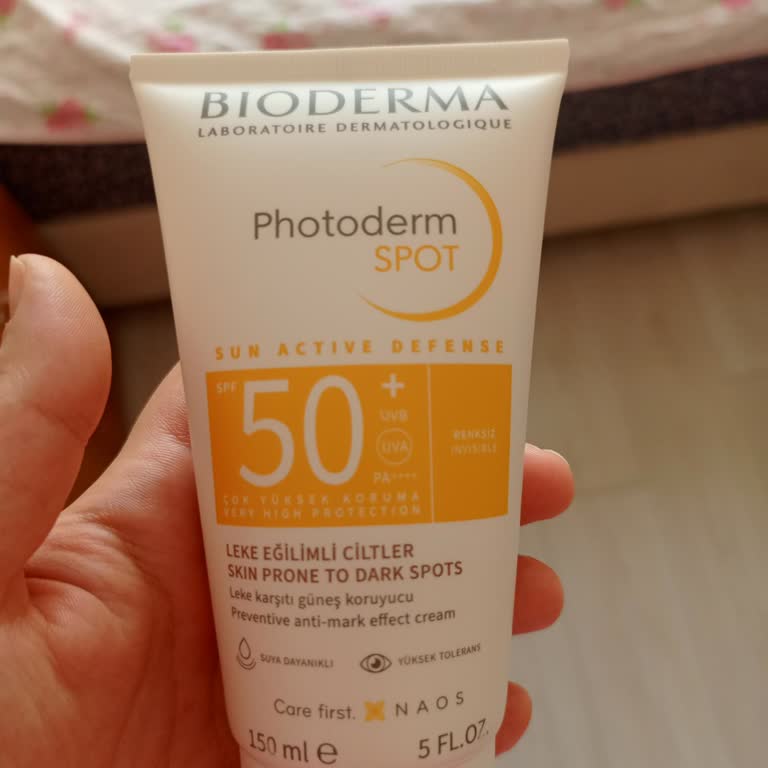 BIODERMA
LABORATOIRE DERMATOLOGIQUE
Photoderm
SPOT
SUN ACTIVE DEFENSE
SPF 50+
UVB
UVA
PA++++
RENKSİZ
INVISIBLE
ÇOK YÜKSEK KORUMA
VERY HIGH PROTECTION
LEKE EĞİLİMLİ CİLTLER
SKIN PRONE TO DARK SPOTS
Leke karşıtı güneş koruyucu
Preventive anti-mark effect cream
SUYA DAYANIKLI
YÜKSEK TOLERANS
Care first. NAOS
150 ml e 5 FL.OZ.